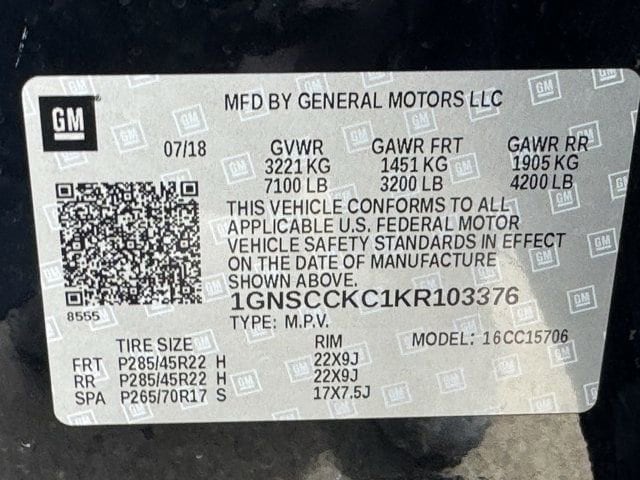 GM
MFD BY GENERAL MOTORS LLC
07/18 GVWR GAWR FRT GAWR RR
3221 KG 1451 KG 1905 KG
7100 LB 3200 LB 4200 LB
THIS VEHICLE CONFORMS TO ALL
APPLICABLE U.S. FEDERAL MOTOR
VEHICLE SAFETY STANDARDS IN EFFECT
ON THE DATE OF MANUFACTURE
SHOWN ABOVE.
8555
1GNSCCKC1KR103376
TYPE: M.P.V. MODEL: 16CC15706
TIRE SIZE RIM
FRT P285/45R22 H 22X9J
RR P285/45R22 H 22X9J
SPA P265/70R17 S 17X7.5J